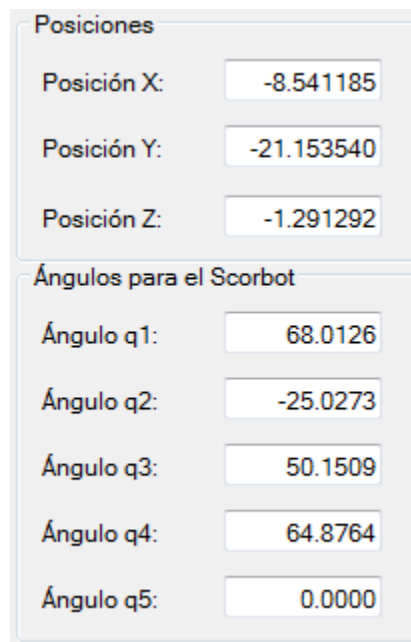 Posiciones
Posición X: -8.541185
Posición Y: -21.153540
Posición Z: -1.291292
Ángulos para el Scorbot
Ángulo q1: 68.0126
Ángulo q2: -25.0273
Ángulo q3: 50.1509
Ángulo q4: 64.8764
Ángulo q5: 0.0000